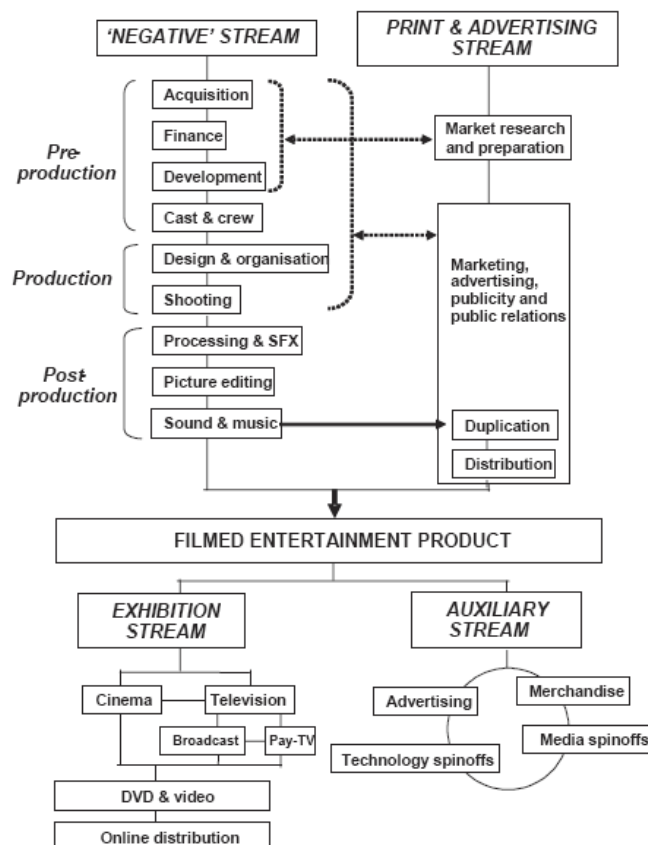 ‘NEGATIVE’ STREAM
PRINT & ADVERTISING
STREAM
Pre-
production
Acquisition
Finance
Development
Cast & crew
Market research
and preparation
Production
Design & organisation
Shooting
Marketing,
advertising,
publicity and
public relations
Post-
production
Processing & SFX
Picture editing
Sound & music
Duplication
Distribution
FILMED ENTERTAINMENT PRODUCT
EXHIBITION
STREAM
Cinema
Television
Broadcast
Pay-TV
DVD & video
Online distribution
AUXILIARY
STREAM
Advertising
Merchandise
Media spinoffs
Technology spinoffs